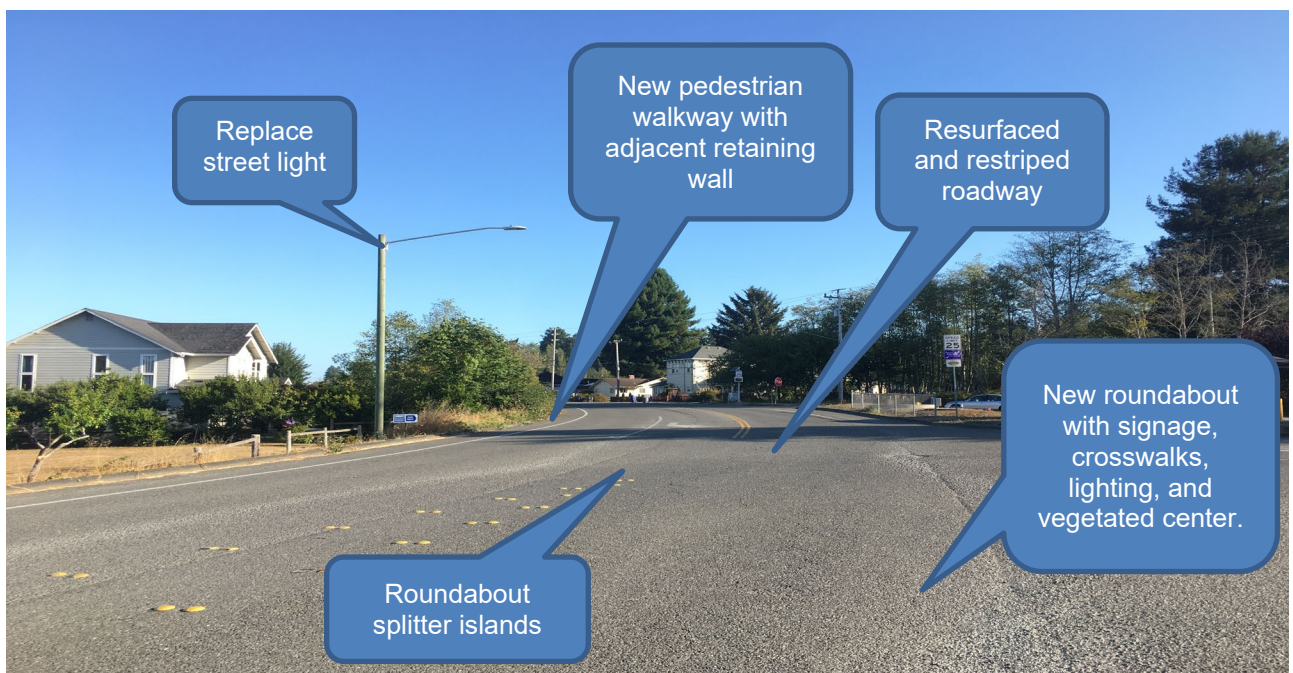 Replace
street light
New pedestrian
walkway with
adjacent retaining
wall
Resurfaced
and restriped
roadway
25
New roundabout
with signage,
crosswalks,
lighting, and
vegetated center.
Roundabout
splitter islands